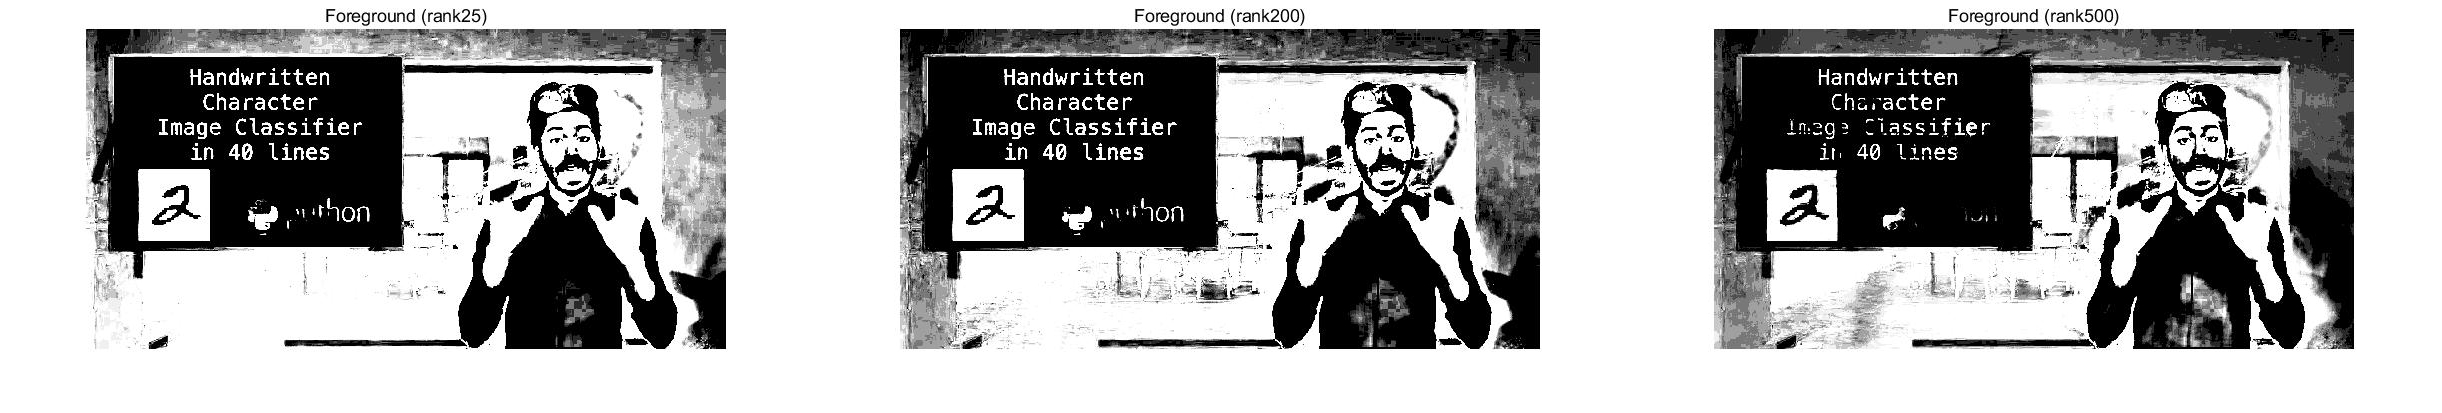 Foreground (rank25)
Handwritten
Character
Image Classifier
in 40 lines
2
python
Foreground (rank200)
Handwritten
Character
Image Classifier
in 40 lines
2
python
Foreground (rank500)
Handwritten
Character
Image Classifier
in 40 lines
2